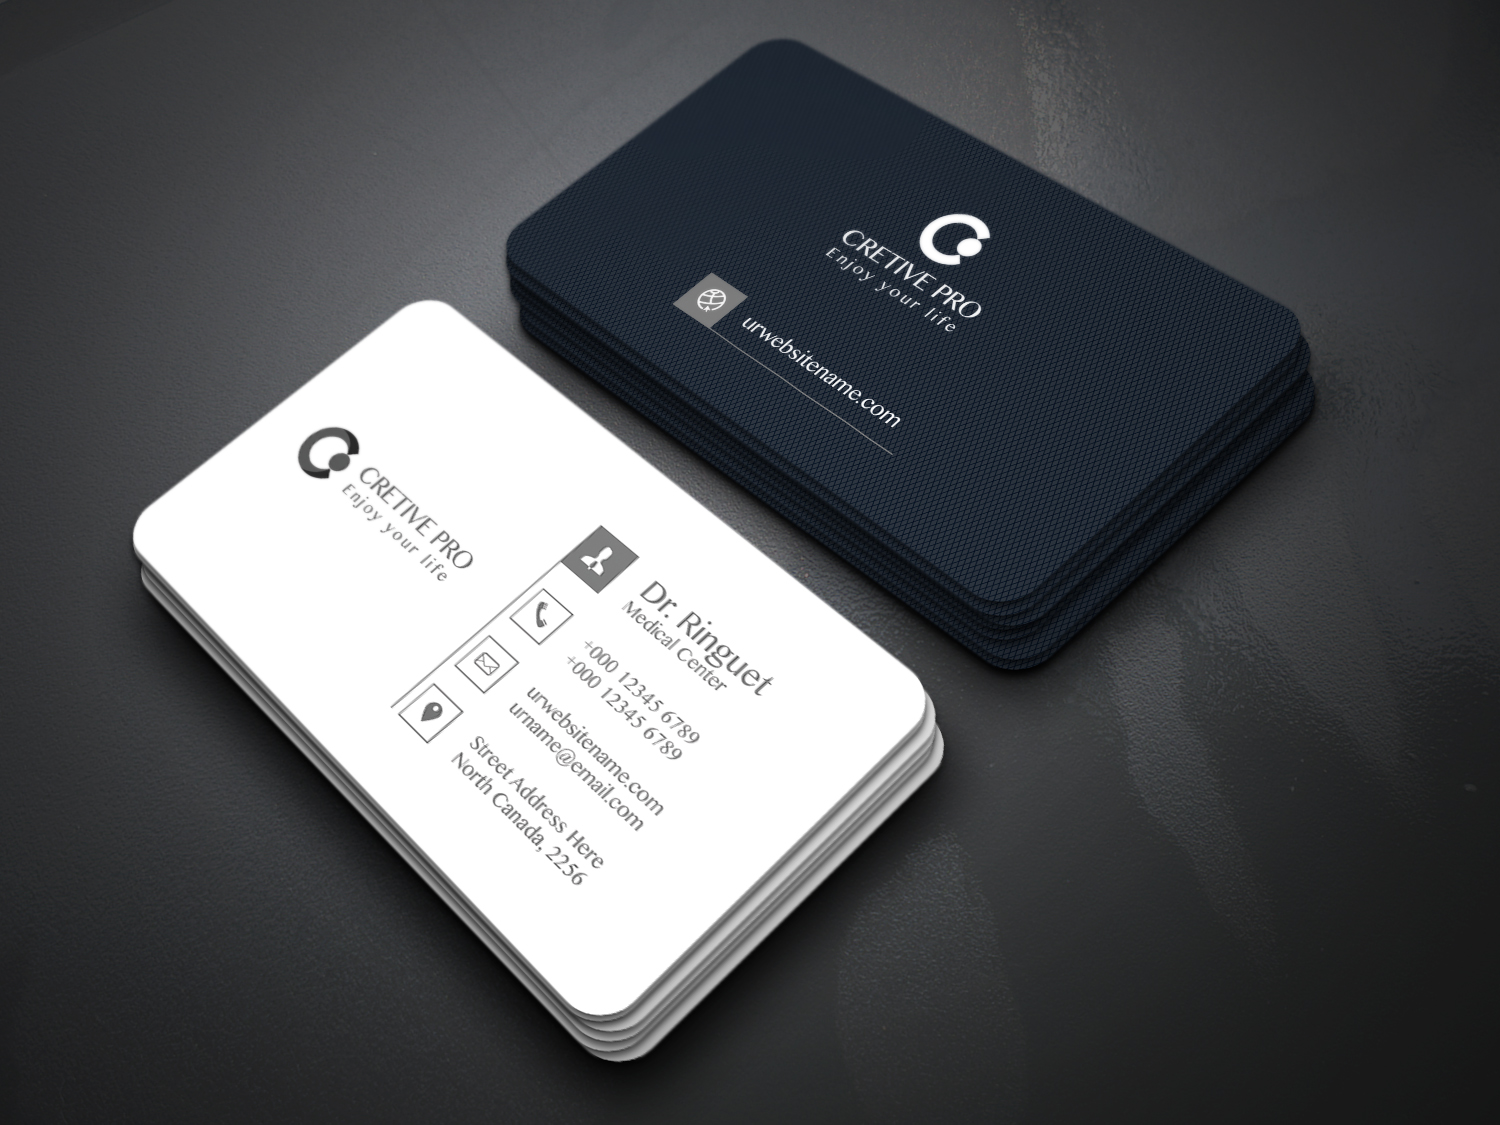 CRETIVE PRO
Enjoy your life
urwebsitename.com
CRETIVE PRO
Enjoy your life
Dr. Ringuet
Medical Center
+000 12345 6789
+000 12345 6789
urwebsitename.com
urname@email.com
Street Address Here
North Canada, 2256